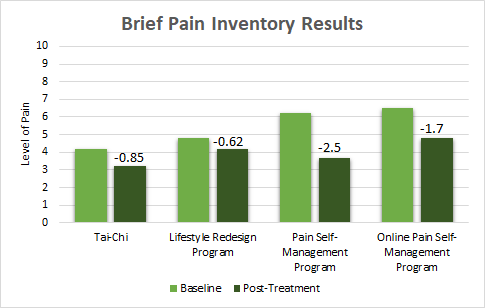 Brief Pain Inventory Results
10
9
8
7
6
5
4
3
2
1
0
Level of Pain
-0.85
-0.62
-2.5
-1.7
Tai-Chi
Lifestyle Redesign
Program
Pain Self-
Management
Program
Online Pain Self-
Management
Program
Baseline
Post-Treatment